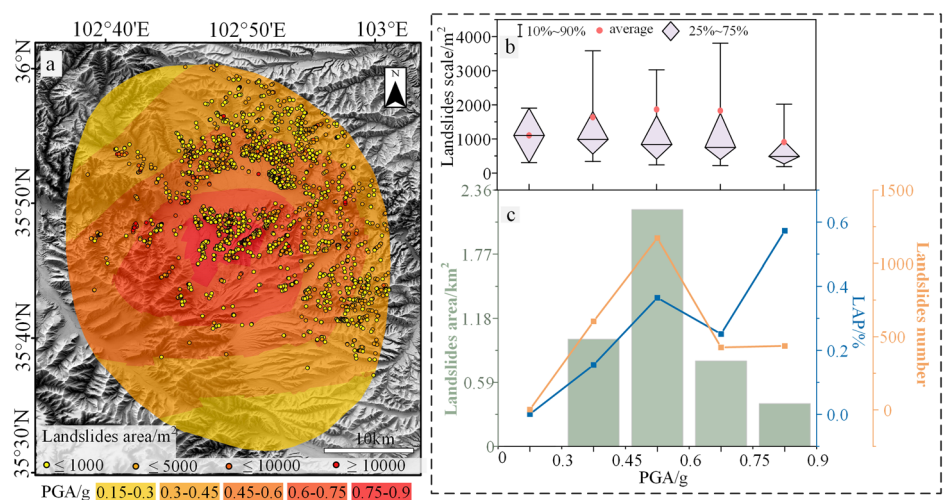 102°40′E 102°50′E 103°E
36°N
35°50′N
35°40′N
35°30′N
a
N
Landslides area/m²
10km
≤ 1000 <5000 ≤ 10000 ≥ 10000
PGA/g 0.15-0.3 0.3-0.45 0.45-0.6 0.6-0.75 0.75-0.9
b
10%~90% average 25%~75%
Landslides scale/m²
4000
3000
2000
1000
0
c
Landslides area/km²
2.36
1.77
1.18
0.59
0
LAP/%
0.6
0.4
0.2
0.0
Landslides number
1500
1000
500
0
0 0.3 0.45 0.6 0.75 0.9
PGA/g